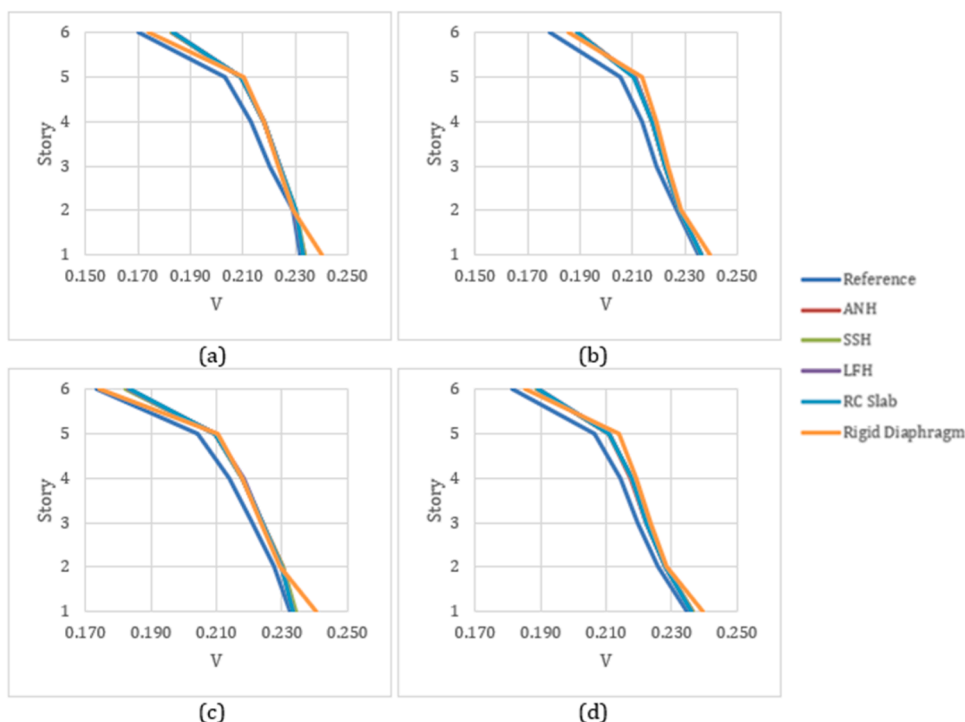 6
5
4
3
2
1
Story
0.150 0.170 0.190 0.210 0.230 0.250
V
(a)
6
5
4
3
2
1
Story
0.150 0.170 0.190 0.210 0.230 0.250
V
(b)
Reference
ANH
SSH
LFH
RC Slab
Rigid Diaphragm
6
5
4
3
2
1
Story
0.170 0.190 0.210 0.230 0.250
V
(c)
6
5
4
3
2
1
Story
0.170 0.190 0.210 0.230 0.250
V
(d)